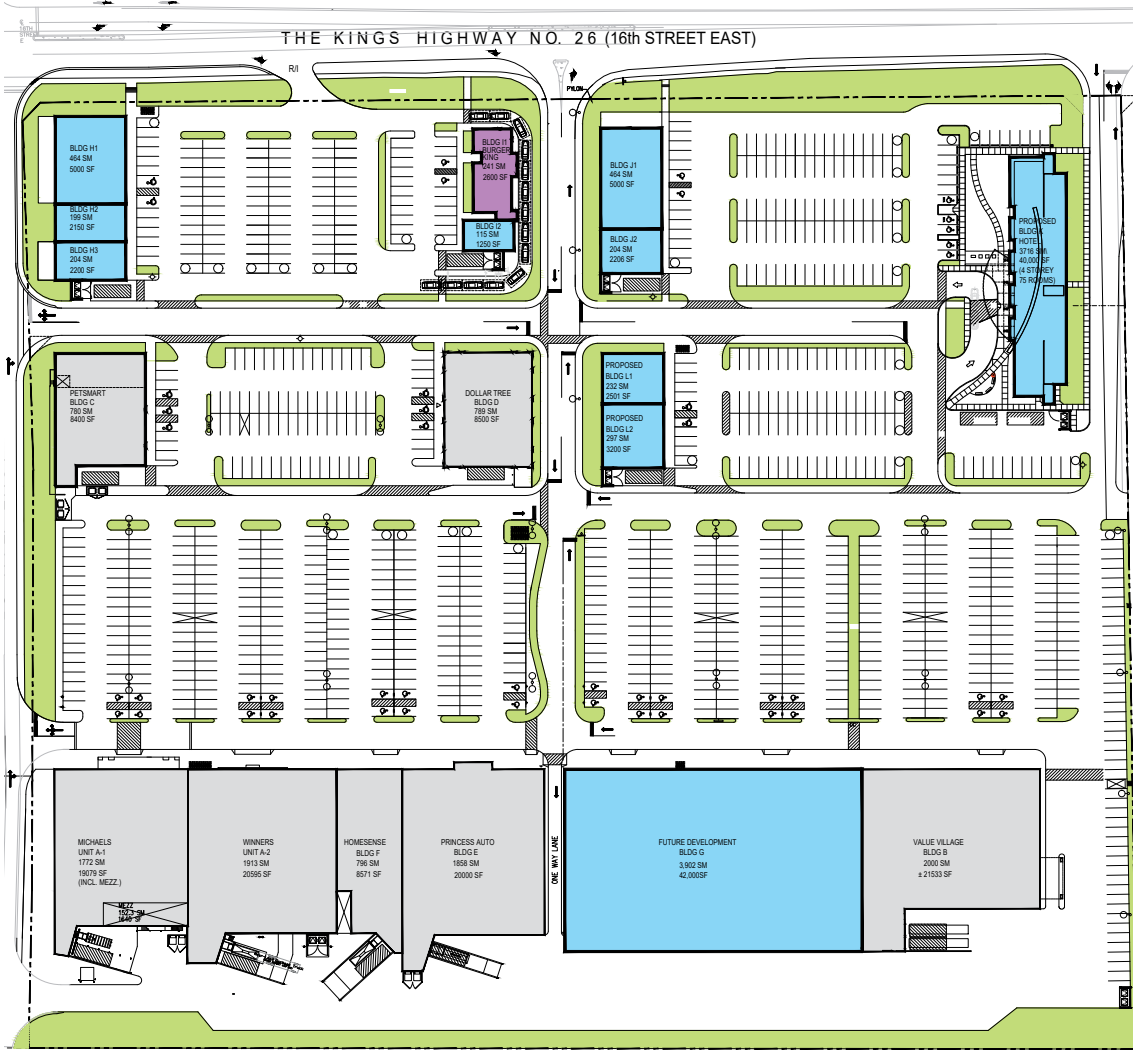 16TH
STREET
E
THE KINGS HIGHWAY NO. 26 (16th STREET EAST)
R/I
PYLON
BLDG H1
464 SM
5000 SF
BLDG H2
199 SM
2150 SF
BLDG H3
204 SM
2200 SF
BLDG I1
BURGER
KING
241 SM
2600 SF
BLDG I2
115 SM
1250 SF
BLDG J1
464 SM
5000 SF
BLDG J2
204 SM
2206 SF
PROPOSED
BLDG K
HOTEL
3716 SM
40,000 SF
(4 STOREY
75 ROOMS)
PETSMART
BLDG C
780 SM
8400 SF
DOLLAR TREE
BLDG D
789 SM
8500 SF
PROPOSED
BLDG L1
232 SM
2501 SF
PROPOSED
BLDG L2
297 SM
3200 SF
MICHAELS
UNIT A-1
1772 SM
19079 SF
(INCL. MEZZ.)
MEZZ
152.3 SM
1640 SF
WINNERS
UNIT A-2
1913 SM
20595 SF
HOMESENSE
BLDG F
796 SM
8571 SF
PRINCESS AUTO
BLDG E
1858 SM
20000 SF
ONE WAY LANE
FUTURE DEVELOPMENT
BLDG G
3,902 SM
42,000SF
VALUE VILLAGE
BLDG B
2000 SM
± 21533 SF